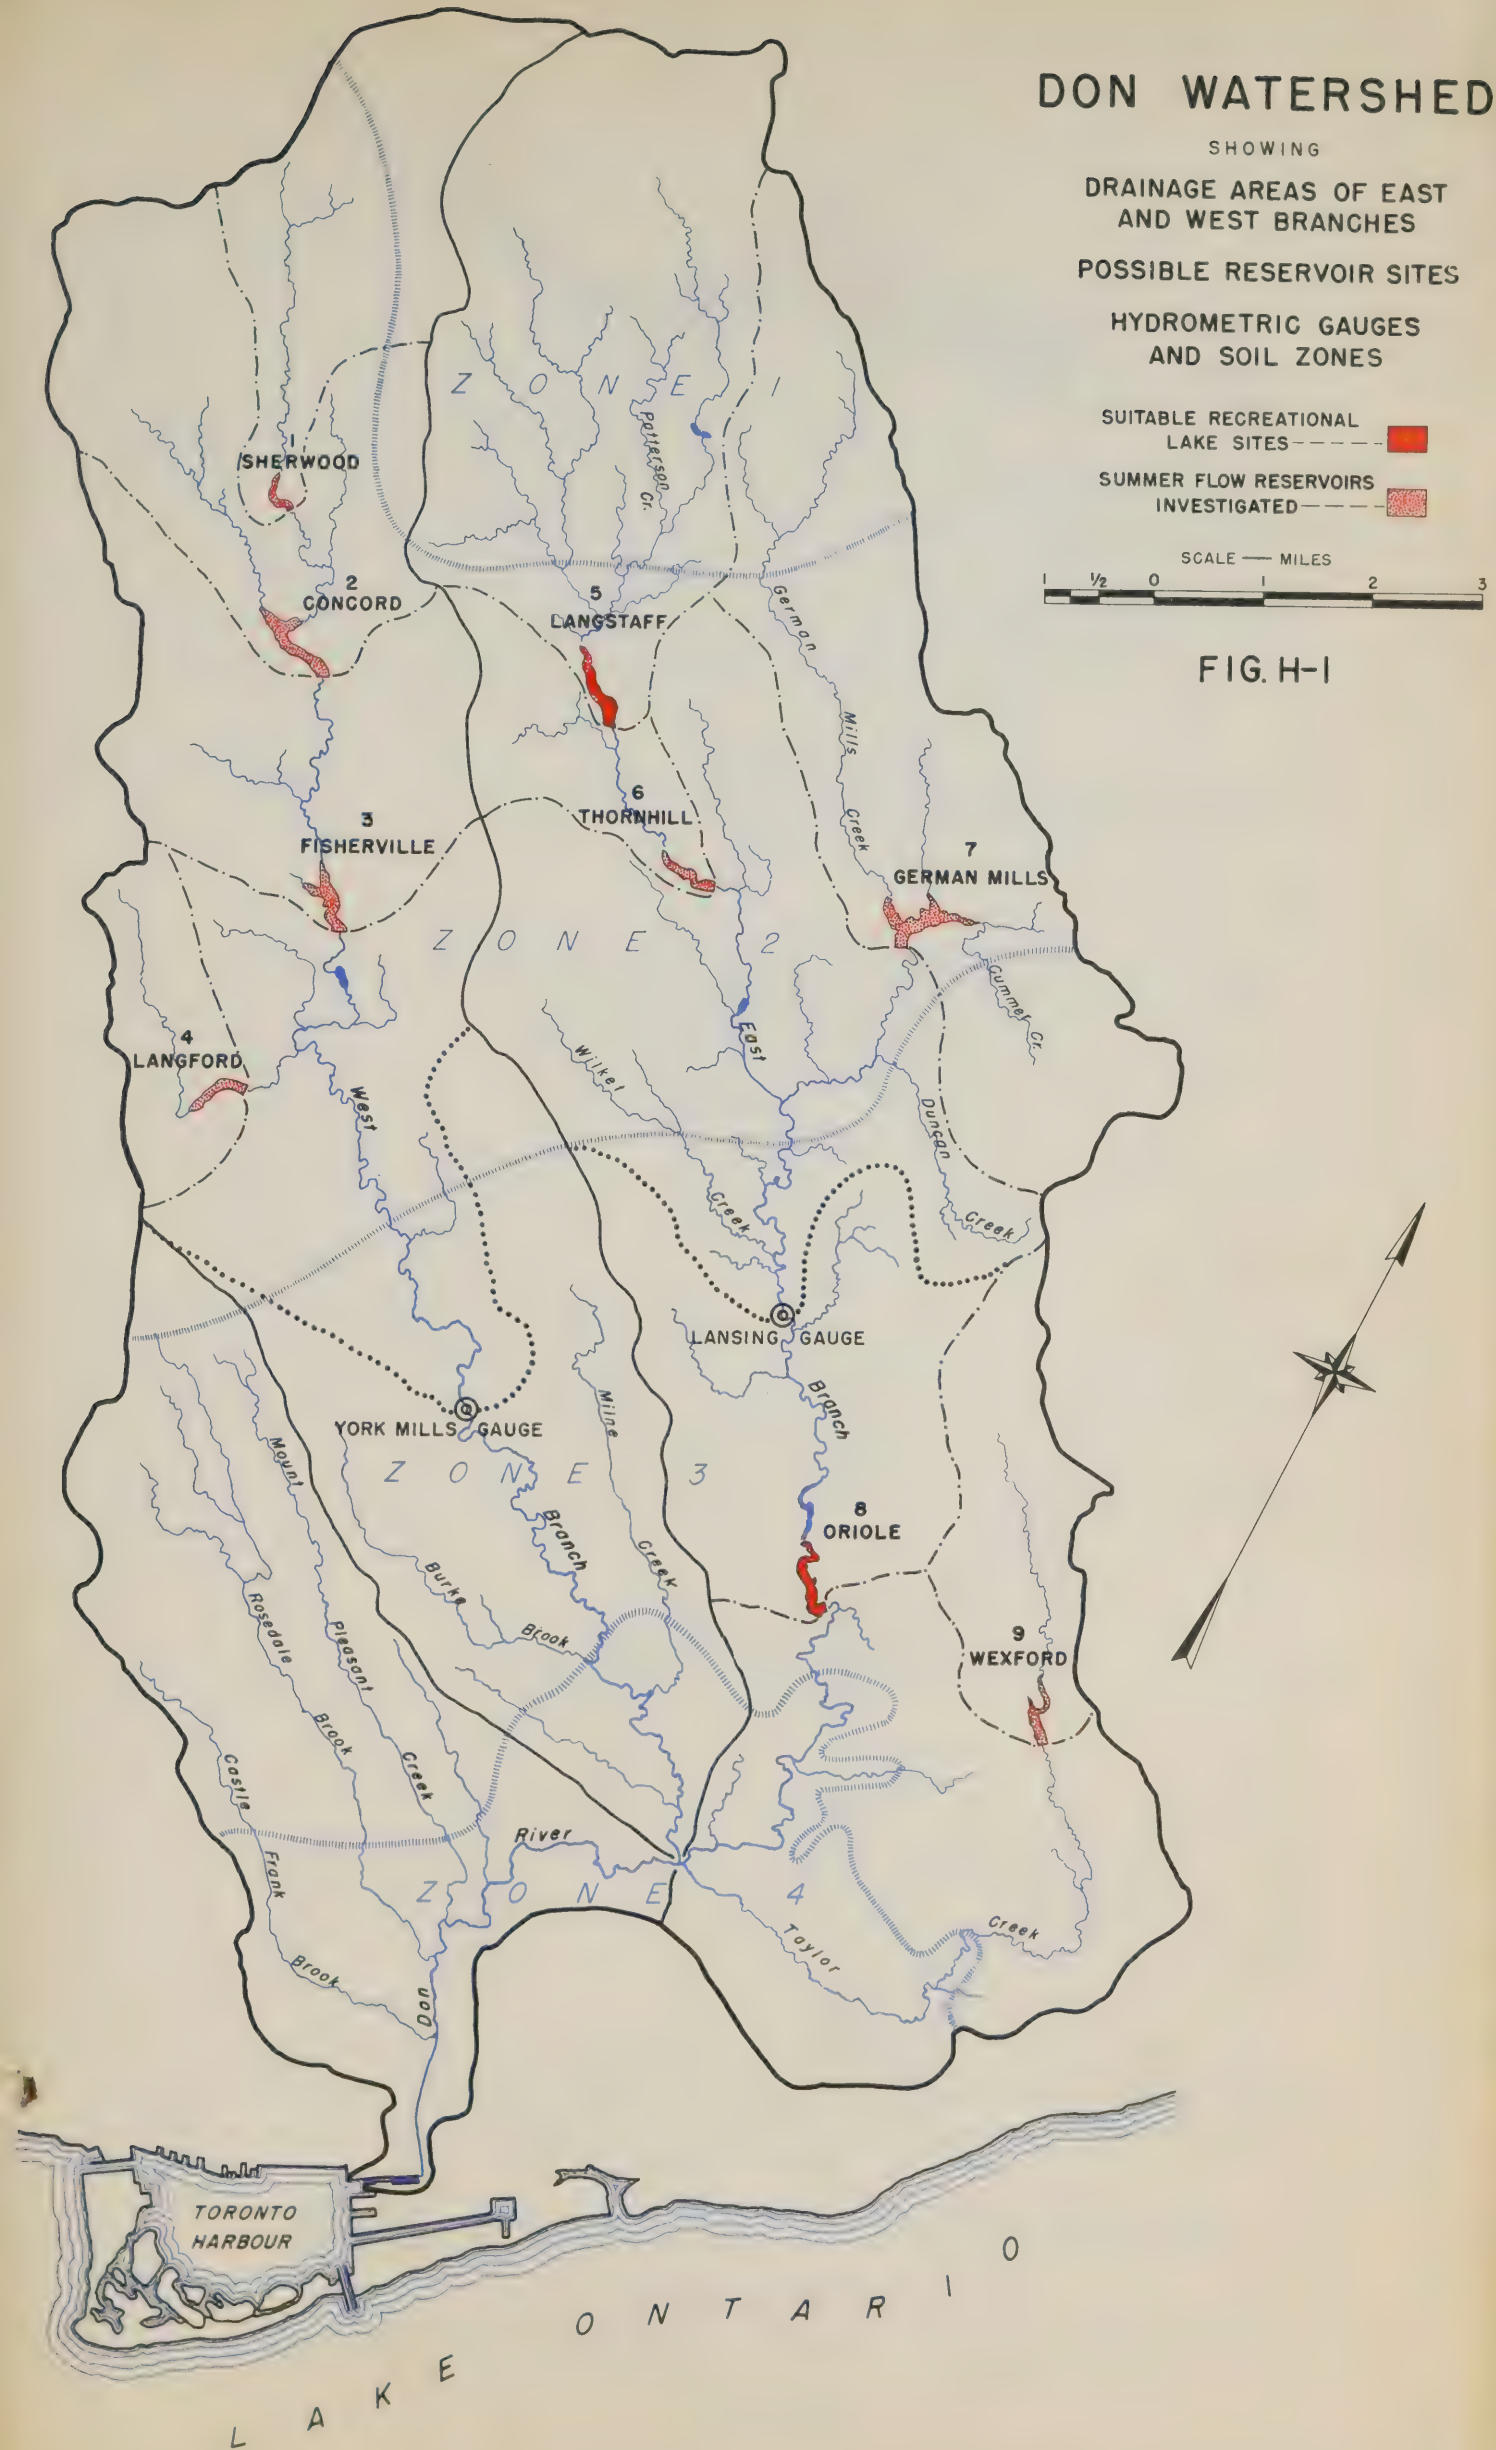 DON WATERSHED
SHOWING
DRAINAGE AREAS OF EAST
AND WEST BRANCHES
POSSIBLE RESERVOIR SITES
HYDROMETRIC GAUGES
AND SOIL ZONES
SUITABLE RECREATIONAL
LAKE SITES
SUMMER FLOW RESERVOIRS
INVESTIGATED
SCALE — MILES
1 ½ 0 1 2 3
FIG. H-1
ZONE 1
Patterson
Cr.
1
SHERWOOD
2
CONCORD
5
LANGSTAFF
German
Mills
Creek
6
THORNHILL
3
FISHERVILLE
7
GERMAN MILLS
ZONE 2
Gummer Cr.
East
4
LANGFORD
Wilket
West
Duncan
Creek
Creek
LANSING GAUGE
Branch
YORK MILLS GAUGE
Milne
Mount
ZONE 3
Branch
8
ORIOLE
Creek
Burke
Brook
Rosedale
Pleasant
9
WEXFORD
Brook
Creek
Castle
River
Frank
ZONE 4
Taylor
Creek
Brook
Don
TORONTO
HARBOUR
LAKE ONTARIO